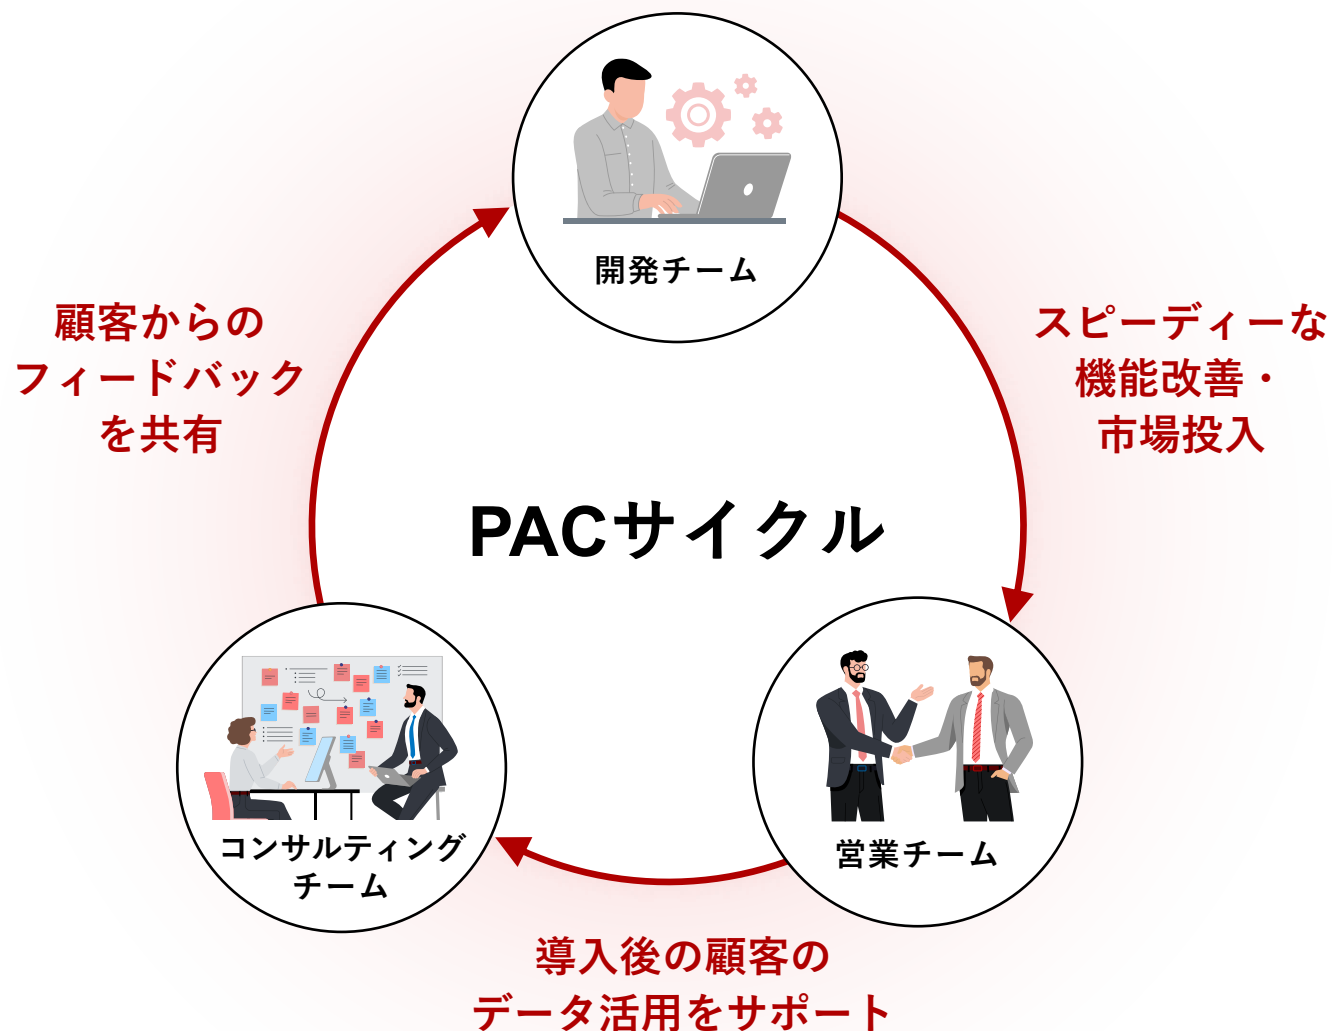 開発チーム
顧客からの
フィードバック
を共有
スピーディーな
機能改善・
市場投入
PACサイクル
コンサルティング
チーム
営業チーム
導入後の顧客の
データ活用をサポート